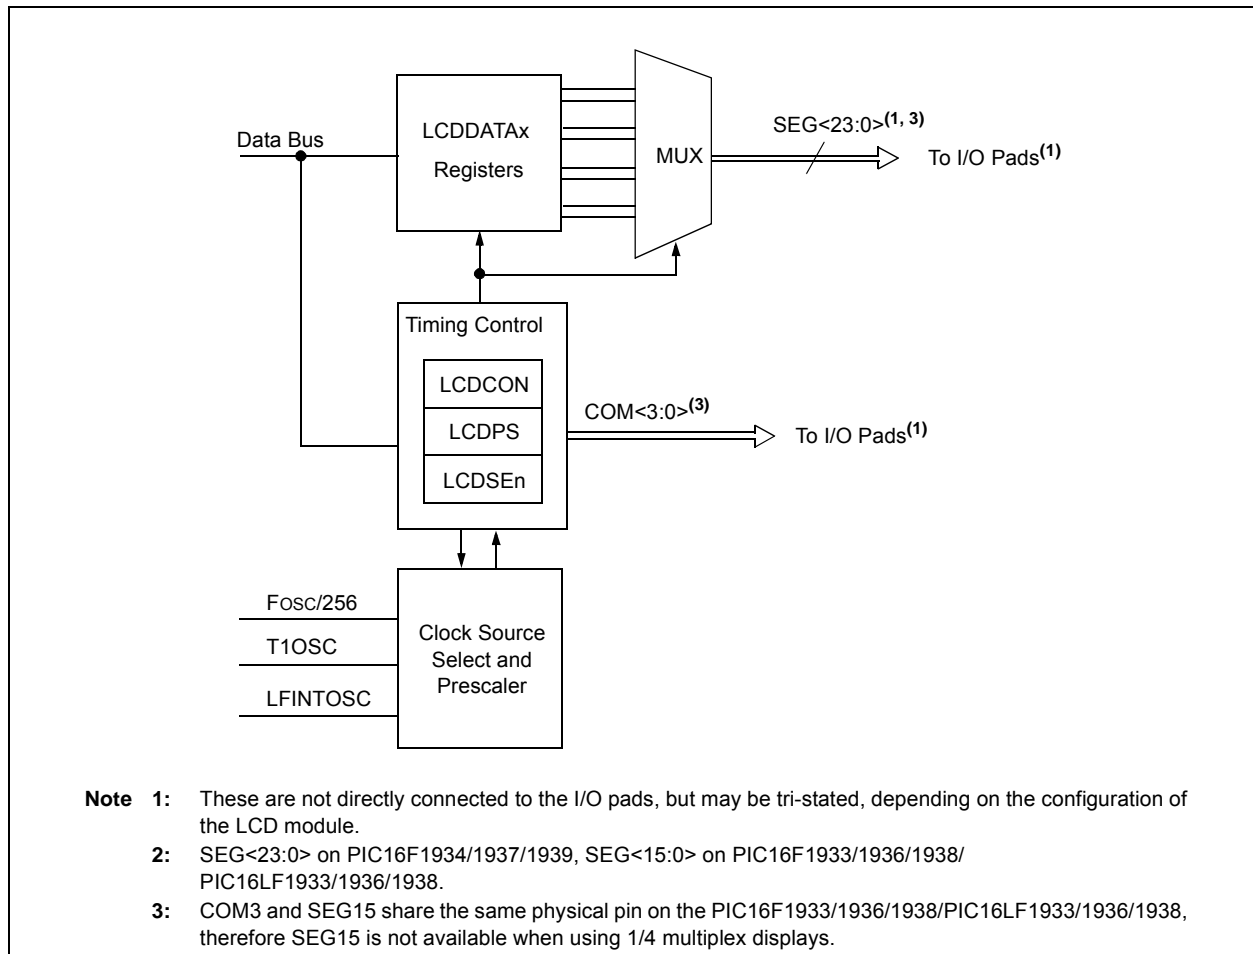 Data Bus
LCDDATAx
Registers
MUX
SEG<23:0>(1, 3)
To I/O Pads(1)
Timing Control
LCDCON
LCDPS
LCDSEn
COM<3:0>(3)
To I/O Pads(1)
FOSC/256
T1OSC
LFINTOSC
Clock Source
Select and
Prescaler
Note 1: These are not directly connected to the I/O pads, but may be tri-stated, depending on the configuration of
the LCD module.
2: SEG<23:0> on PIC16F1934/1937/1939, SEG<15:0> on PIC16F1933/1936/1938/
PIC16LF1933/1936/1938.
3: COM3 and SEG15 share the same physical pin on the PIC16F1933/1936/1938/PIC16LF1933/1936/1938,
therefore SEG15 is not available when using 1/4 multiplex displays.